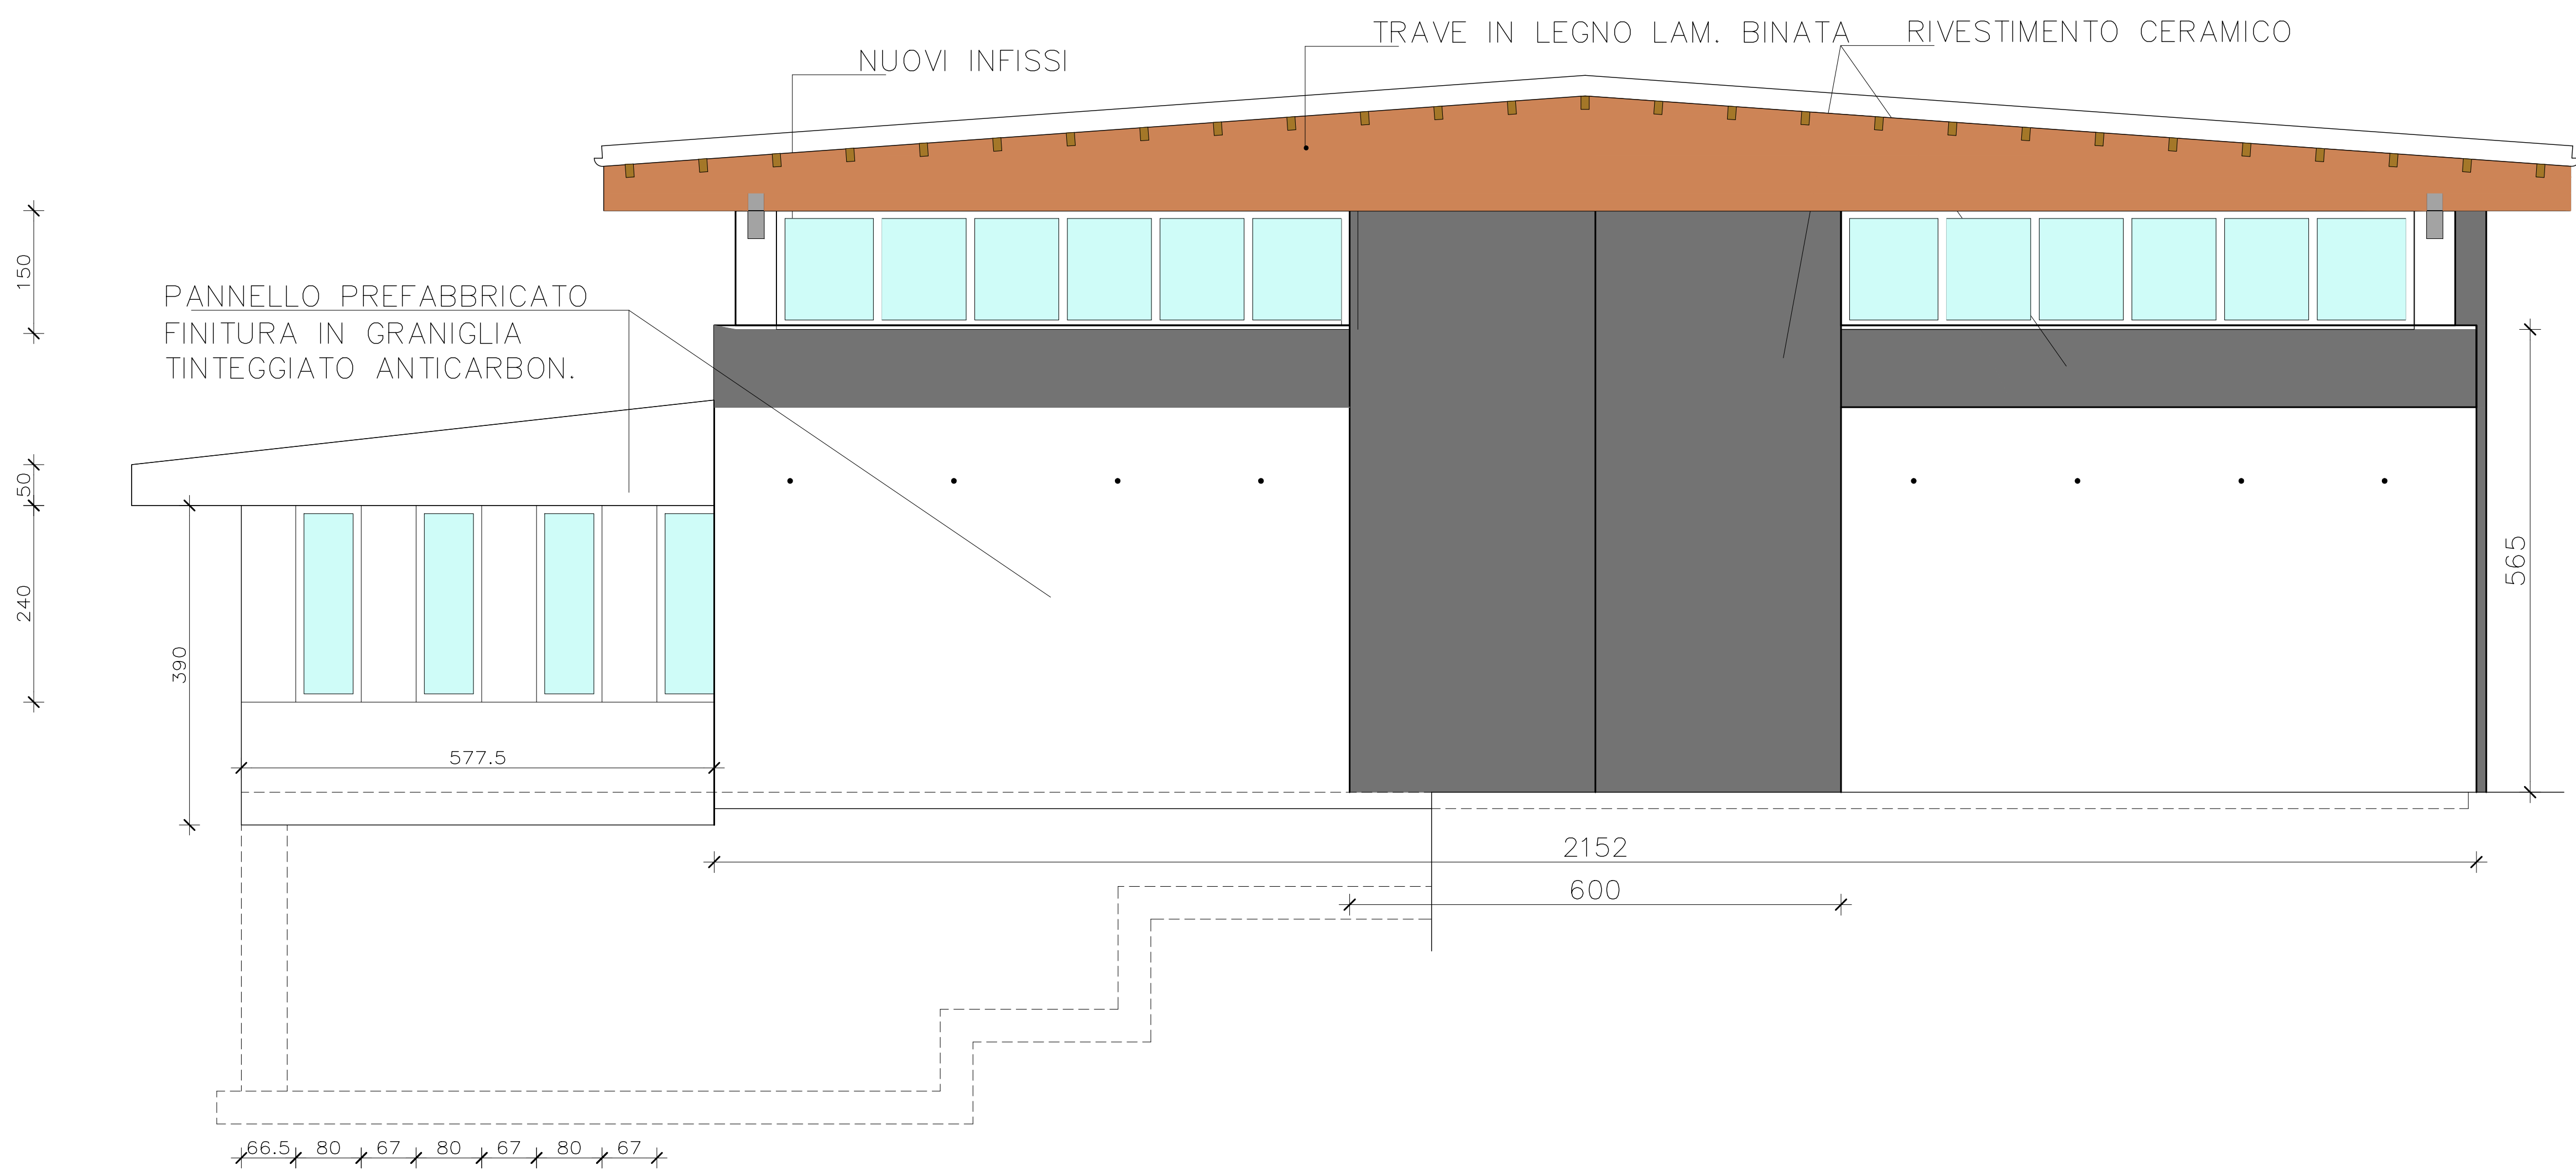 TRAVE IN LEGNO LAM. BINATA
RIVESTIMENTO CERAMICO
NUOVI INFISSI
PANNELLO PREFABBRICATO
FINITURA IN GRANIGLIA
TINTEGGIATO ANTICARBON.
150
50
240
390
565
577.5
2152
600
66.5 80 67 80 67 80 67